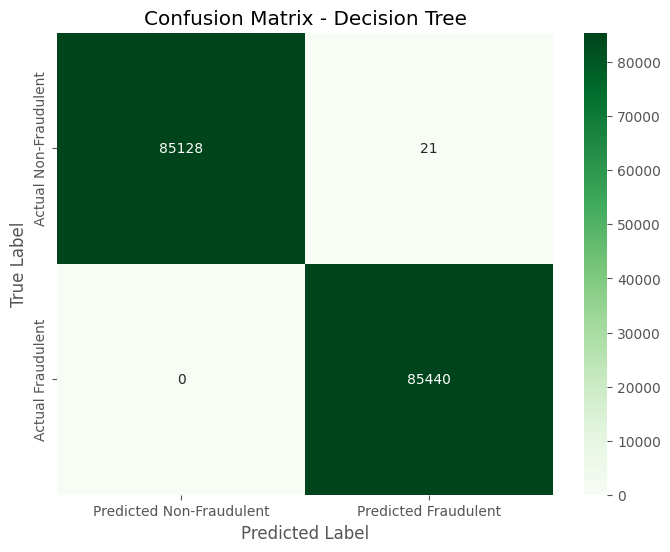 Confusion Matrix - Decision Tree
True Label
Actual Non-Fraudulent
85128
21
Actual Fraudulent
0
85440
Predicted Non-Fraudulent
Predicted Fraudulent
Predicted Label
80000
70000
60000
50000
40000
30000
20000
10000
0